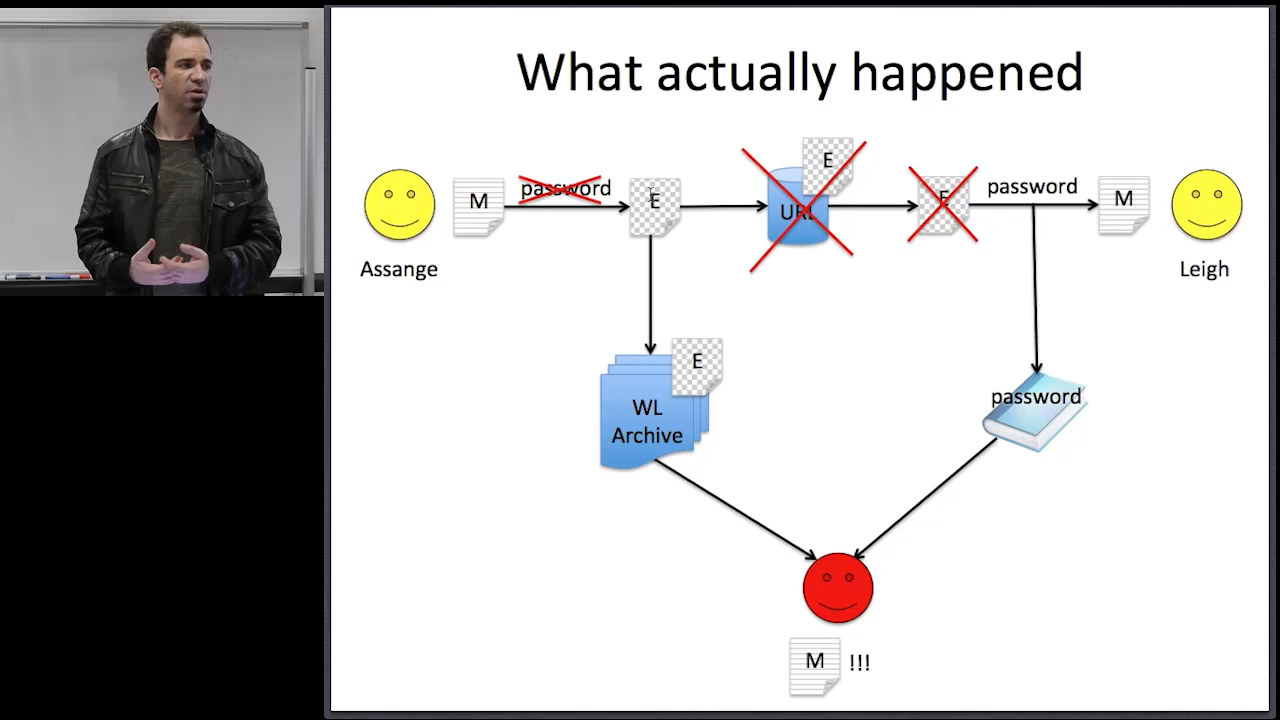 What actually happened
M
password
E
URL
E
E
password
M
Assange
Leigh
E
WL
Archive
password
M
!!!